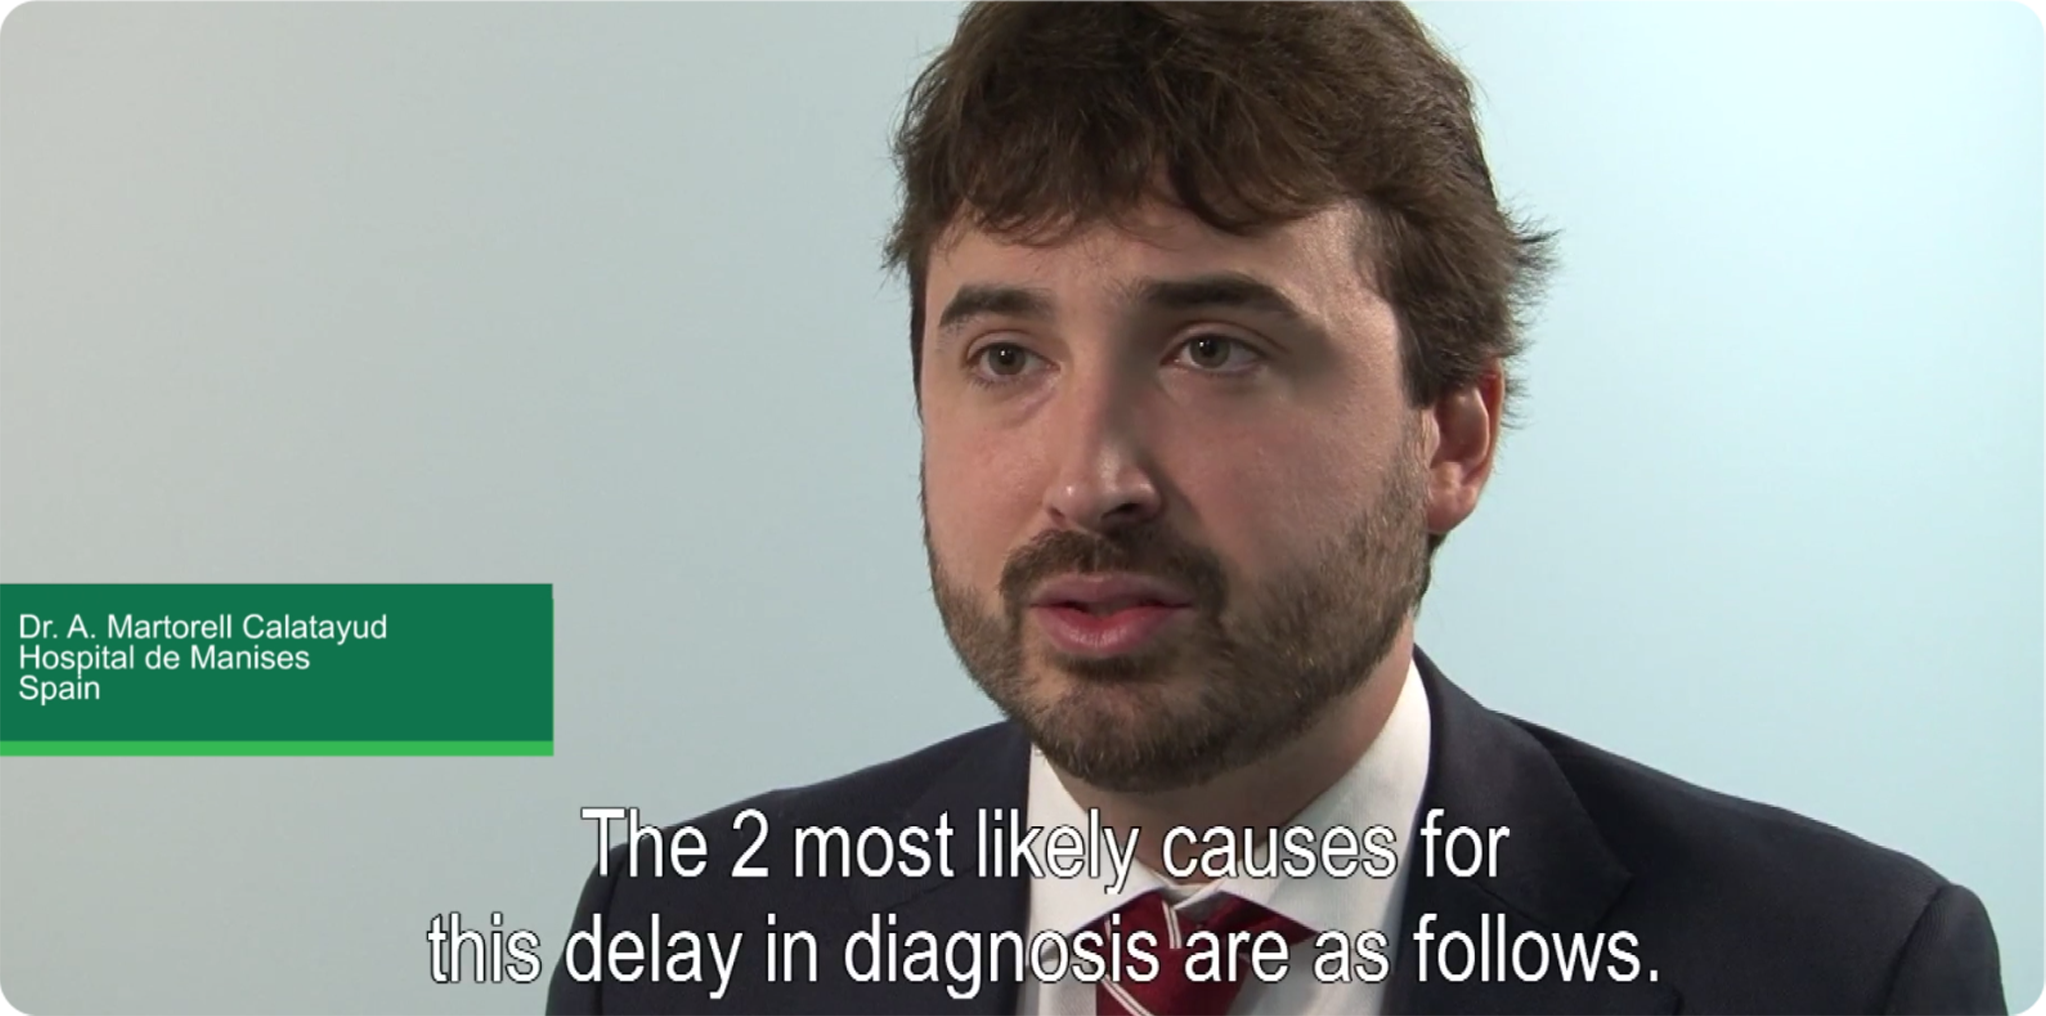 Dr. A. Martorell Calatayud
Hospital de Manises
Spain
The 2 most likely causes for
this delay in diagnosis are as follows.